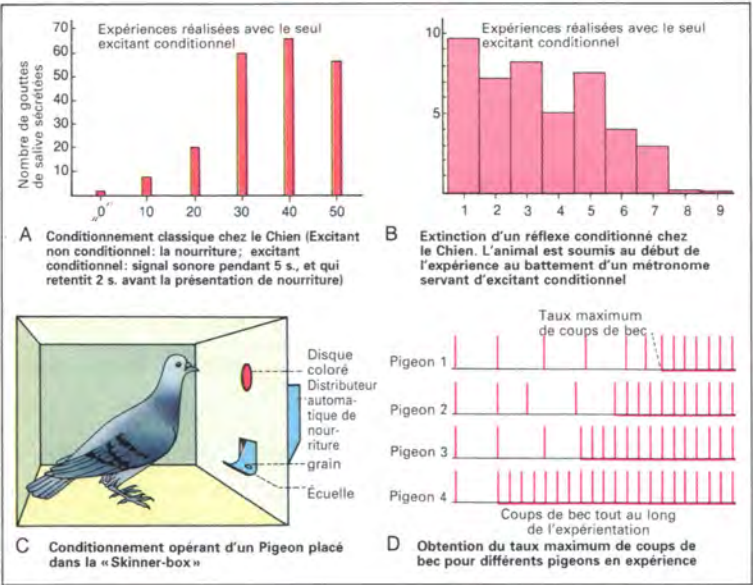 70
60
50
40
30
20
10
Nombre de gouttes
de salive sécrétées
Expériences réalisées avec le seul
excitant conditionnel
"0"
10
20
30
40
50
A Conditionnement classique chez le Chien (Excitant
non conditionnel: la nourriture; excitant
conditionnel: signal sonore pendant 5 s., et qui
retentit 2 s. avant la présentation de nourriture)
10
5
Expériences réalisées avec le seul
excitant conditionnel
1
2
3
4
5
6
7
8
9
B Extinction d'un réflexe conditionné chez
le Chien. L'animal est soumis au début de
l'expérience au battement d'un métronome
servant d'excitant conditionnel
Disque
coloré
Distributeur
automa-
tique de
nour-
riture
grain
Écuelle
C Conditionnement opérant d'un Pigeon placé
dans la «Skinner-box»
Taux maximum
de coups de bec
Pigeon 1
Pigeon 2
Pigeon 3
Pigeon 4
Coups de bec tout au long
de l'expérientation
D Obtention du taux maximum de coups de
bec pour différents pigeons en expérience